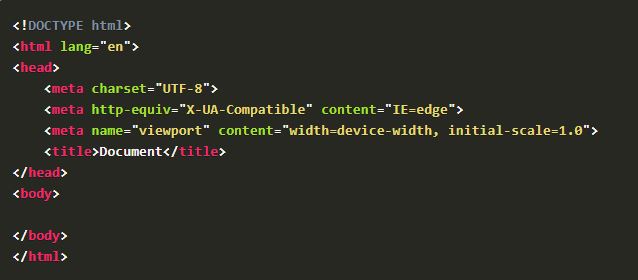 <!DOCTYPE html>
<html lang="en">
<head>
    <meta charset="UTF-8">
    <meta http-equiv="X-UA-Compatible" content="IE=edge">
    <meta name="viewport" content="width=device-width, initial-scale=1.0">
    <title>Document</title>
</head>
<body>

</body>
</html>